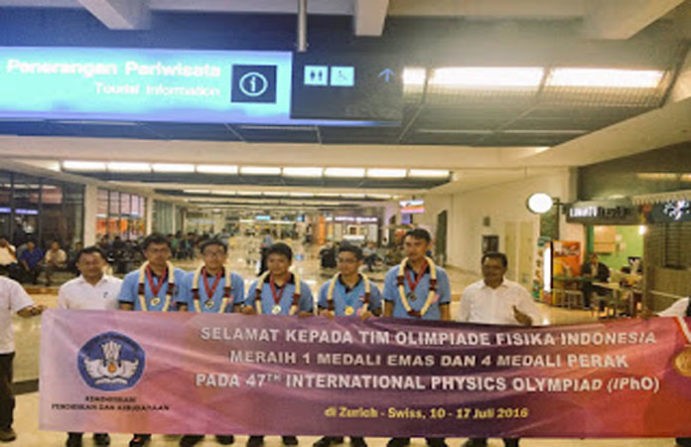 Penerangan Pariwisata
Tourist Information
i
SELAMAT KEPADA TIM OLIMPIADE FISIKA INDONESIA
MERAIH 1 MEDALI EMAS DAN 4 MEDALI PERAK
PADA 47TH INTERNATIONAL PHYSICS OLYMPIAD (IPhO)
di Zurich - Swiss, 10 - 17 Juli 2016
KEMENTERIAN
PENDIDIKAN DAN KEBUDAYAAN